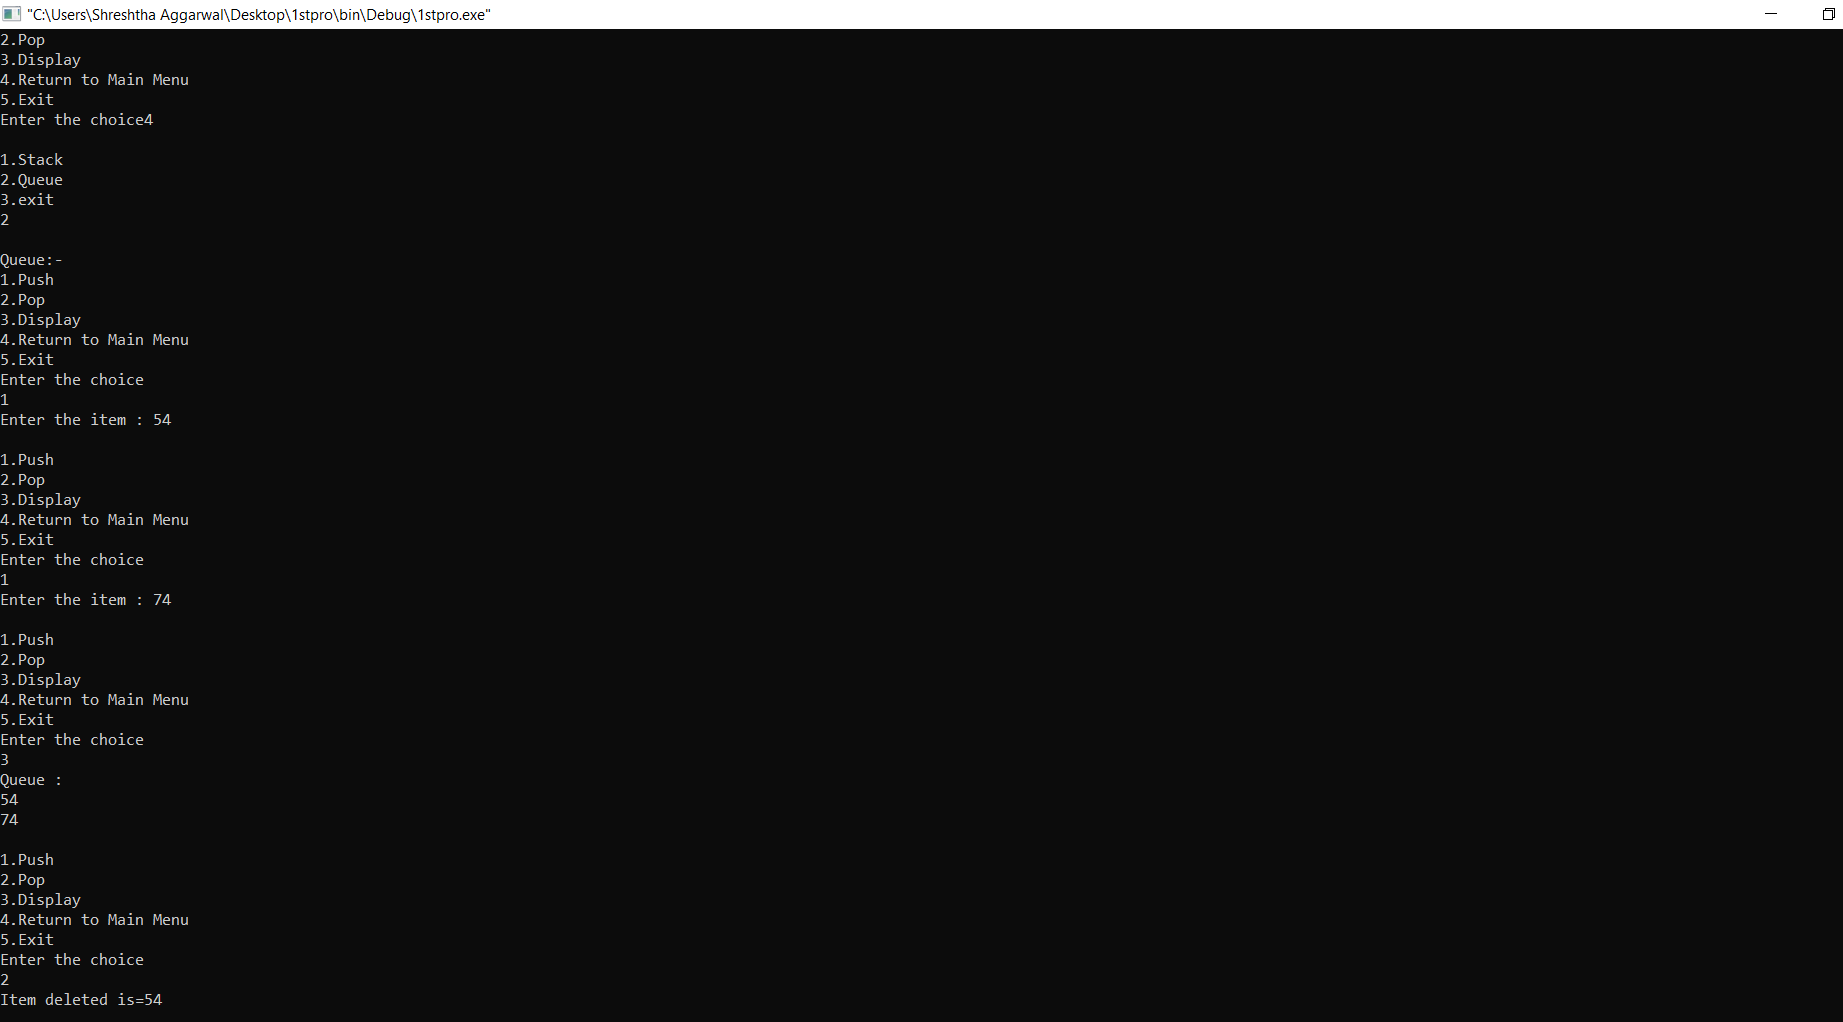 "C:\Users\Shreshtha Aggarwal\Desktop\1stpro\bin\Debug\1stpro.exe"
2.Pop
3.Display
4.Return to Main Menu
5.Exit
Enter the choice4
1.Stack
2.Queue
3.exit
2
Queue:-
1.Push
2.Pop
3.Display
4.Return to Main Menu
5.Exit
Enter the choice
1
Enter the item : 54
1.Push
2.Pop
3.Display
4.Return to Main Menu
5.Exit
Enter the choice
1
Enter the item : 74
1.Push
2.Pop
3.Display
4.Return to Main Menu
5.Exit
Enter the choice
3
Queue :
54
74
1.Push
2.Pop
3.Display
4.Return to Main Menu
5.Exit
Enter the choice
2
Item deleted is=54